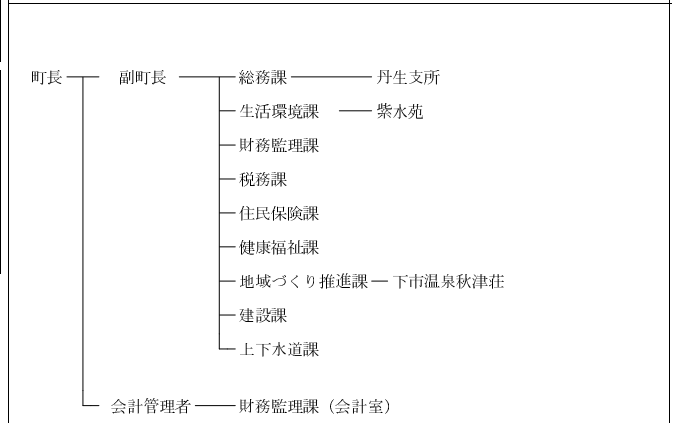 町長 副町長 総務課 丹生支所
生活環境課 紫水苑
財務監理課
税務課
住民保険課
健康福祉課
地域づくり推進課 下市温泉秋津荘
建設課
上下水道課
会計管理者 財務監理課（会計室）